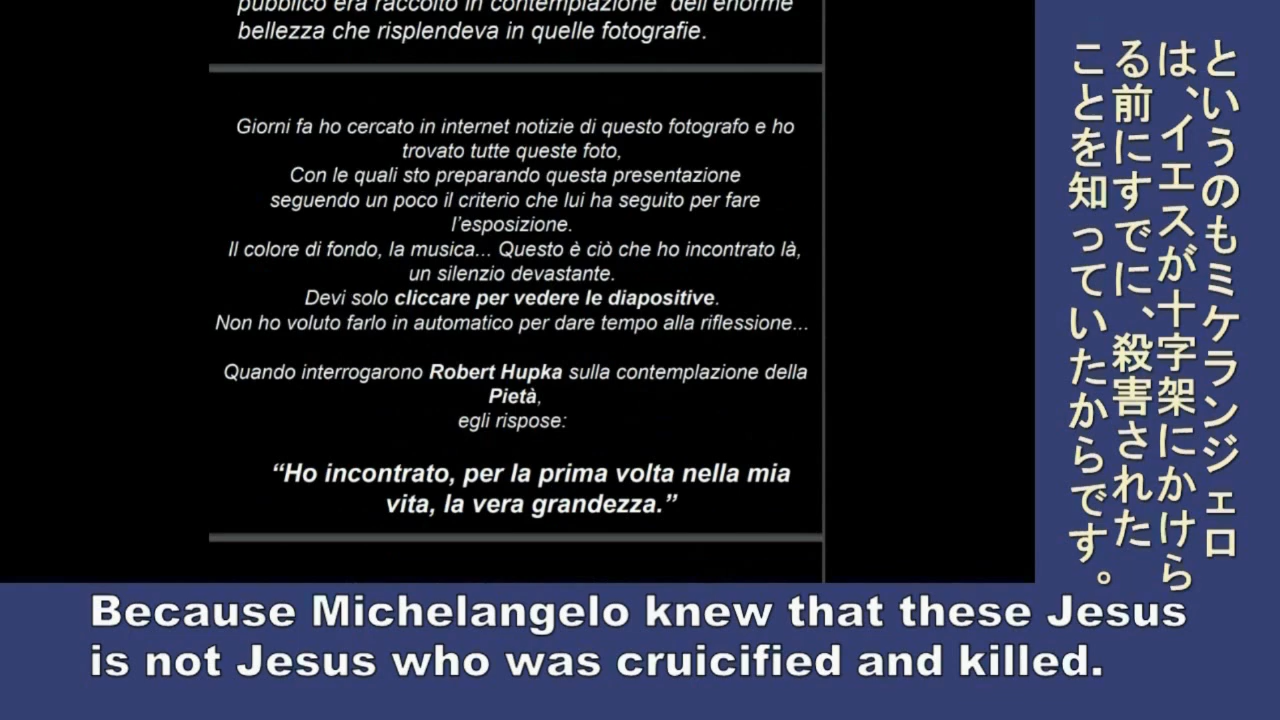 pubblico era raccolto in contemplazione dell'enorme
bellezza che risplendeva in quelle fotografie.
Giorni fa ho cercato in internet notizie di questo fotografo e ho
trovato tutte queste foto,
Con le quali sto preparando questa presentazione
seguendo un poco il criterio che lui ha seguito per fare
l'esposizione.
Il colore di fondo, la musica... Questo è ciò che ho incontrato là,
un silenzio devastante.
Devi solo cliccare per vedere le diapositive.
Non ho voluto farlo in automatico per dare tempo alla riflessione...
Quando interrogarono Robert Hupka sulla contemplazione della
Pietà,
egli rispose:
“Ho incontrato, per la prima volta nella mia
vita, la vera grandezza.”
というのもミケランジェロ
は、イエスが十字架にかけら
る前にすでに、殺害された
ことを知っていたからです。
Because Michelangelo knew that these Jesus
is not Jesus who was cruicified and killed.